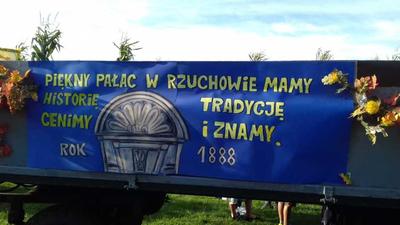 PIĘKNY PAŁAC W RZUCHOWIE MAMY
HISTORIĘ TRADYCJĘ
CENIMY I ZNAMY.
ROK 1888